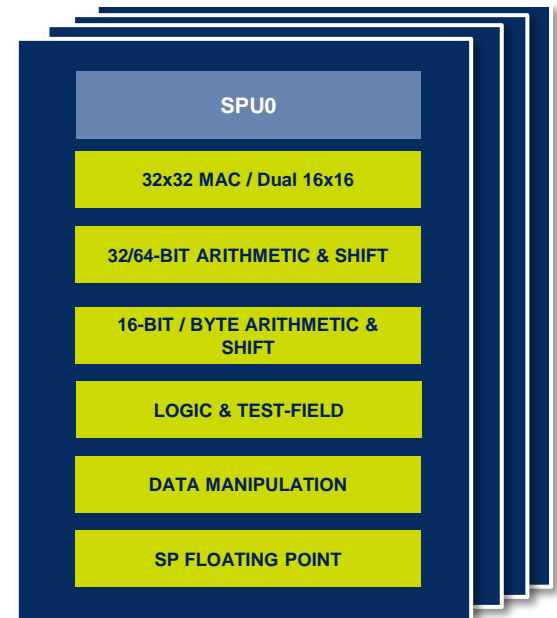 SPU0
32x32 MAC / Dual 16x16
32/64-BIT ARITHMETIC & SHIFT
16-BIT / BYTE ARITHMETIC &
SHIFT
LOGIC & TEST-FIELD
DATA MANIPULATION
SP FLOATING POINT